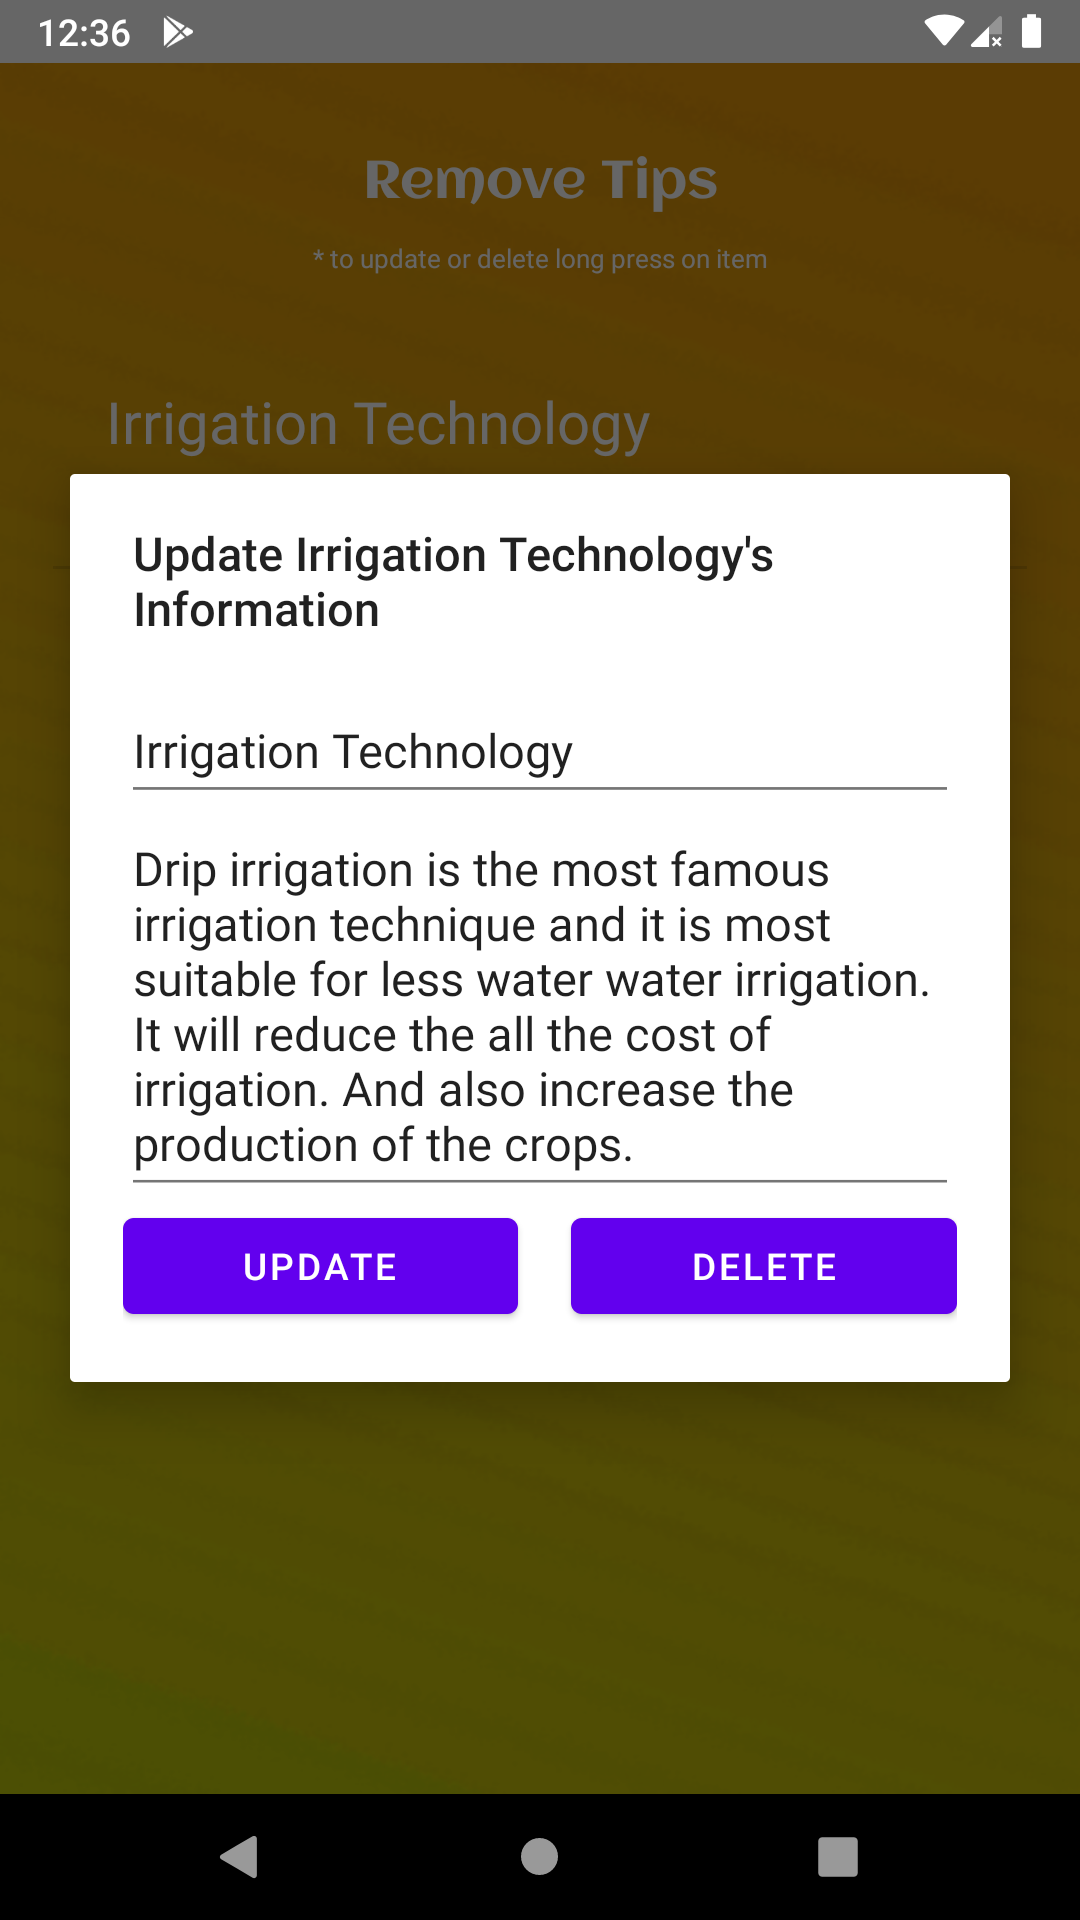 12:36
Remove Tips
* to update or delete long press on item
Irrigation Technology
Update Irrigation Technology's
Information
Irrigation Technology
Drip irrigation is the most famous
irrigation technique and it is most
suitable for less water water irrigation.
It will reduce the all the cost of
irrigation. And also increase the
production of the crops.
UPDATE
DELETE